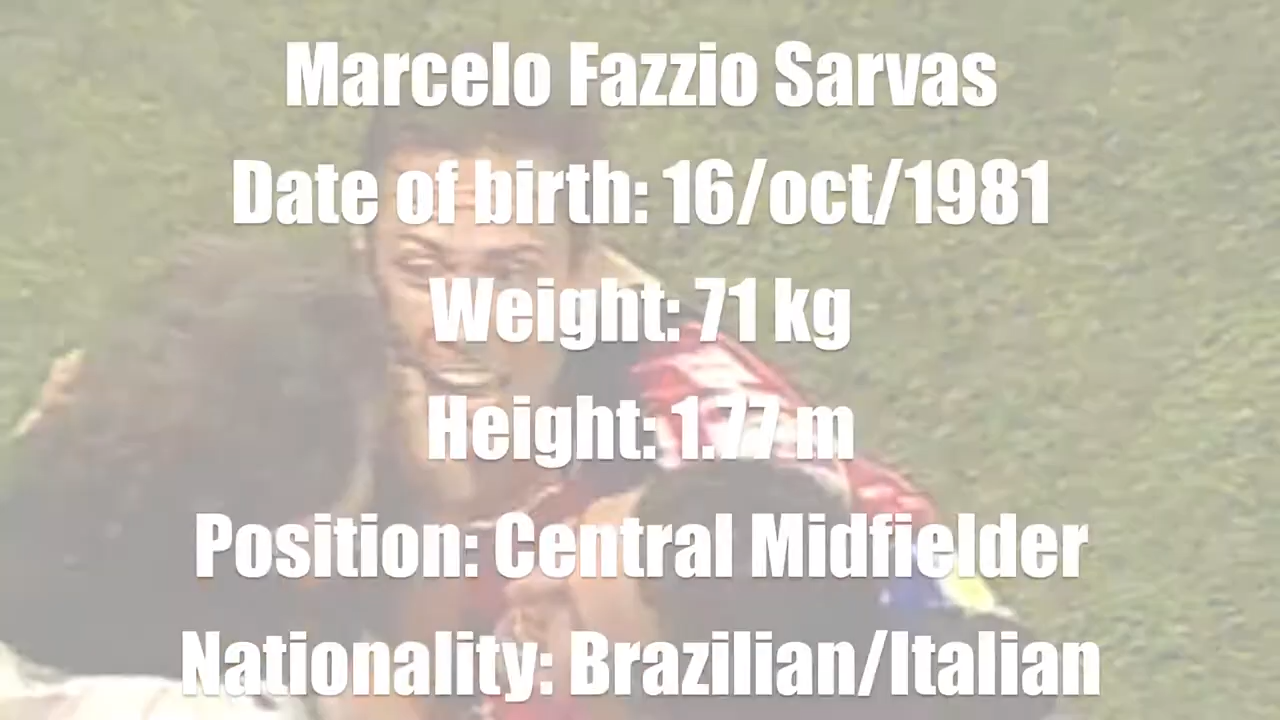 Marcelo Fazzio Sarvas
Date of birth: 16/oct/1981
Weight: 71 kg
Height: 1.77 m
Position: Central Midfielder
Nationality: Brazilian/Italian